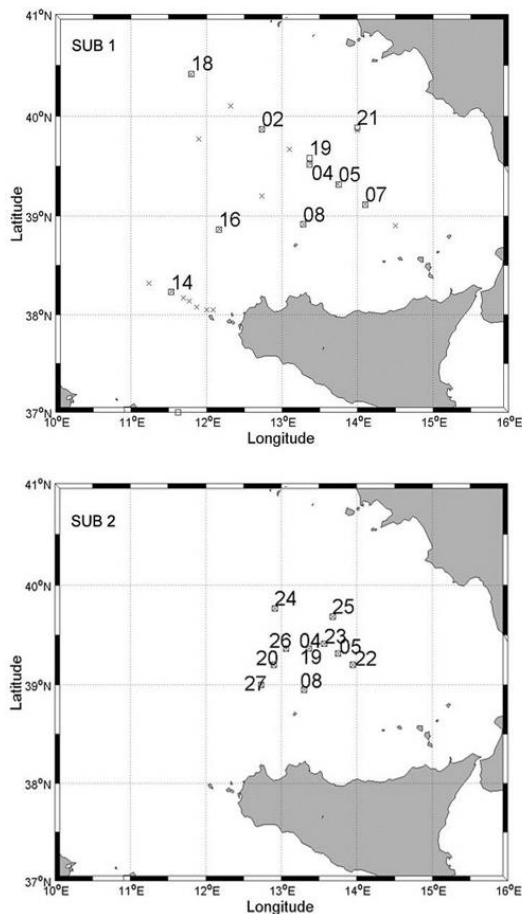 41°N
SUB 1
18
40°N
02
21
19
04
05
07
39°N
08
16
14
38°N
37°N
10°E
11°E
12°E
13°E
14°E
15°E
16°E
Latitude
Longitude
41°N
SUB 2
40°N
24
25
26
04
23
05
20
19
22
39°N
27
08
38°N
37°N
10°E
11°E
12°E
13°E
14°E
15°E
16°E
Latitude
Longitude